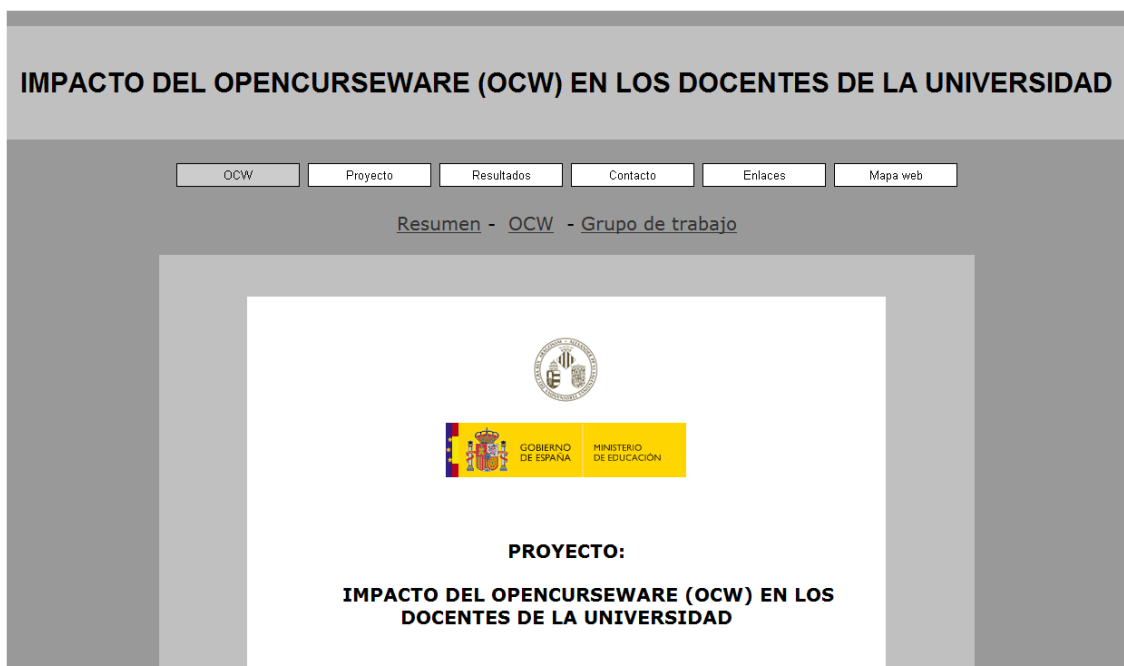 IMPACTO DEL OPENCURSEWARE (OCW) EN LOS DOCENTES DE LA UNIVERSIDAD
OCW Proyecto Resultados Contacto Enlaces Mapa web
Resumen - OCW - Grupo de trabajo
GOBIERNO MINISTERIO
DE ESPAÑA DE EDUCACIÓN
PROYECTO:
IMPACTO DEL OPENCURSEWARE (OCW) EN LOS
DOCENTES DE LA UNIVERSIDAD